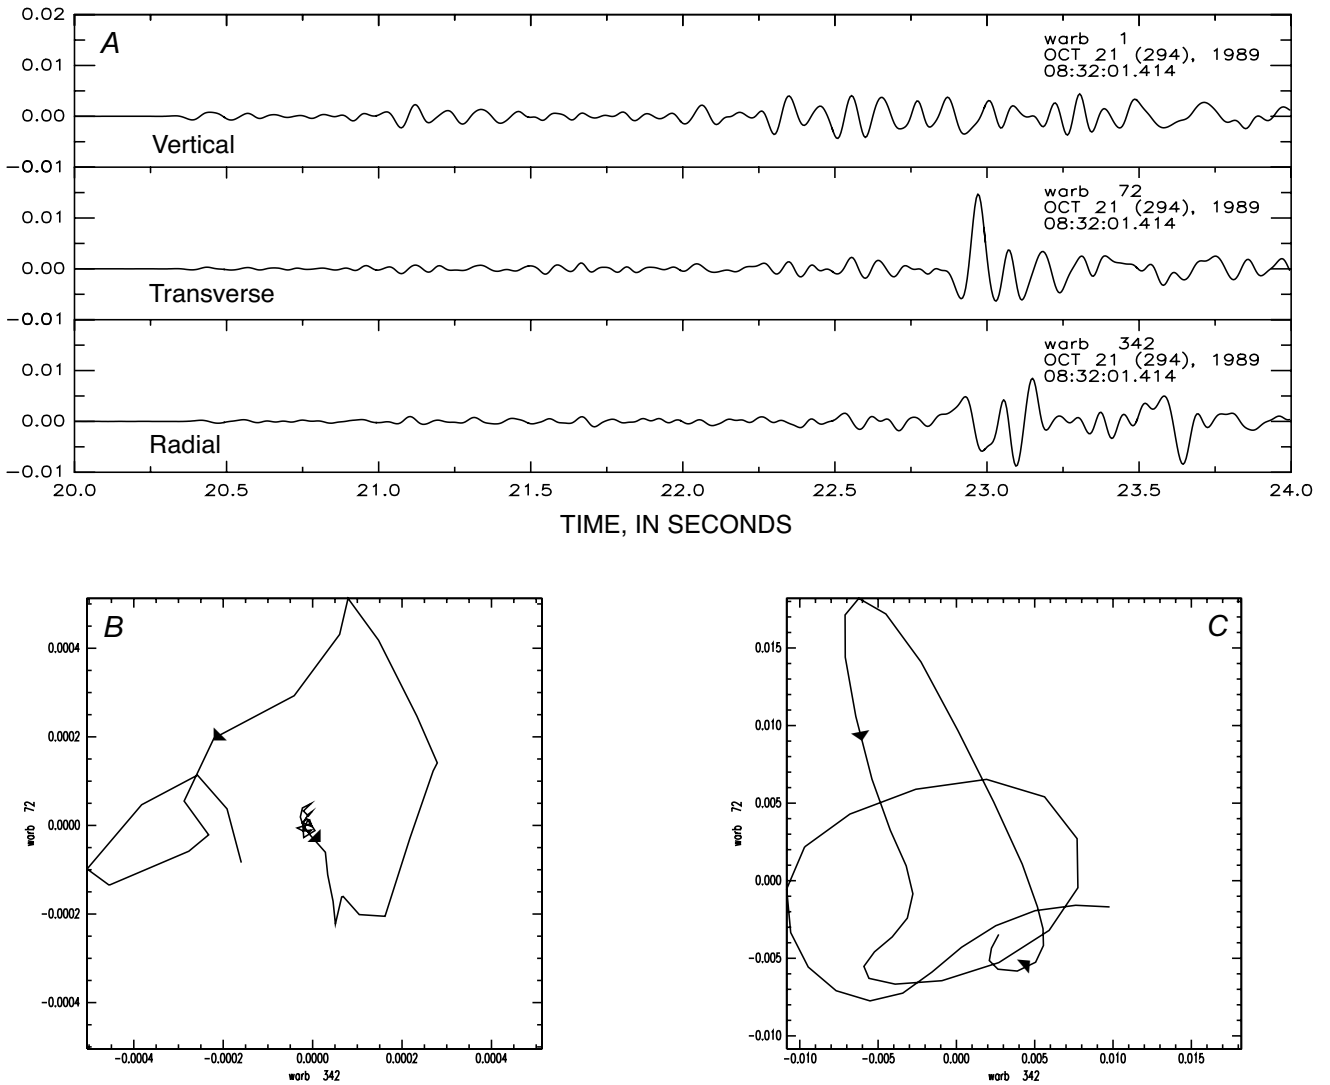 0.02
A
warb 1
OCT 21 (294), 1989
08:32:01.414
0.01
0.00
Vertical
−0.01
warb 72
OCT 21 (294), 1989
08:32:01.414
0.01
0.00
Transverse
−0.01
warb 342
OCT 21 (294), 1989
08:32:01.414
0.01
0.00
Radial
−0.01
20.0 20.5 21.0 21.5 22.0 22.5 23.0 23.5 24.0
TIME, IN SECONDS
B
0.0004
0.0002
0.0000
-0.0002
-0.0004
warb 72
-0.0004 -0.0002 0.0000 0.0002 0.0004
warb 342
C
0.015
0.010
0.005
0.000
-0.005
-0.010
warb 72
-0.010 -0.005 0.000 0.005 0.010 0.015
warb 342